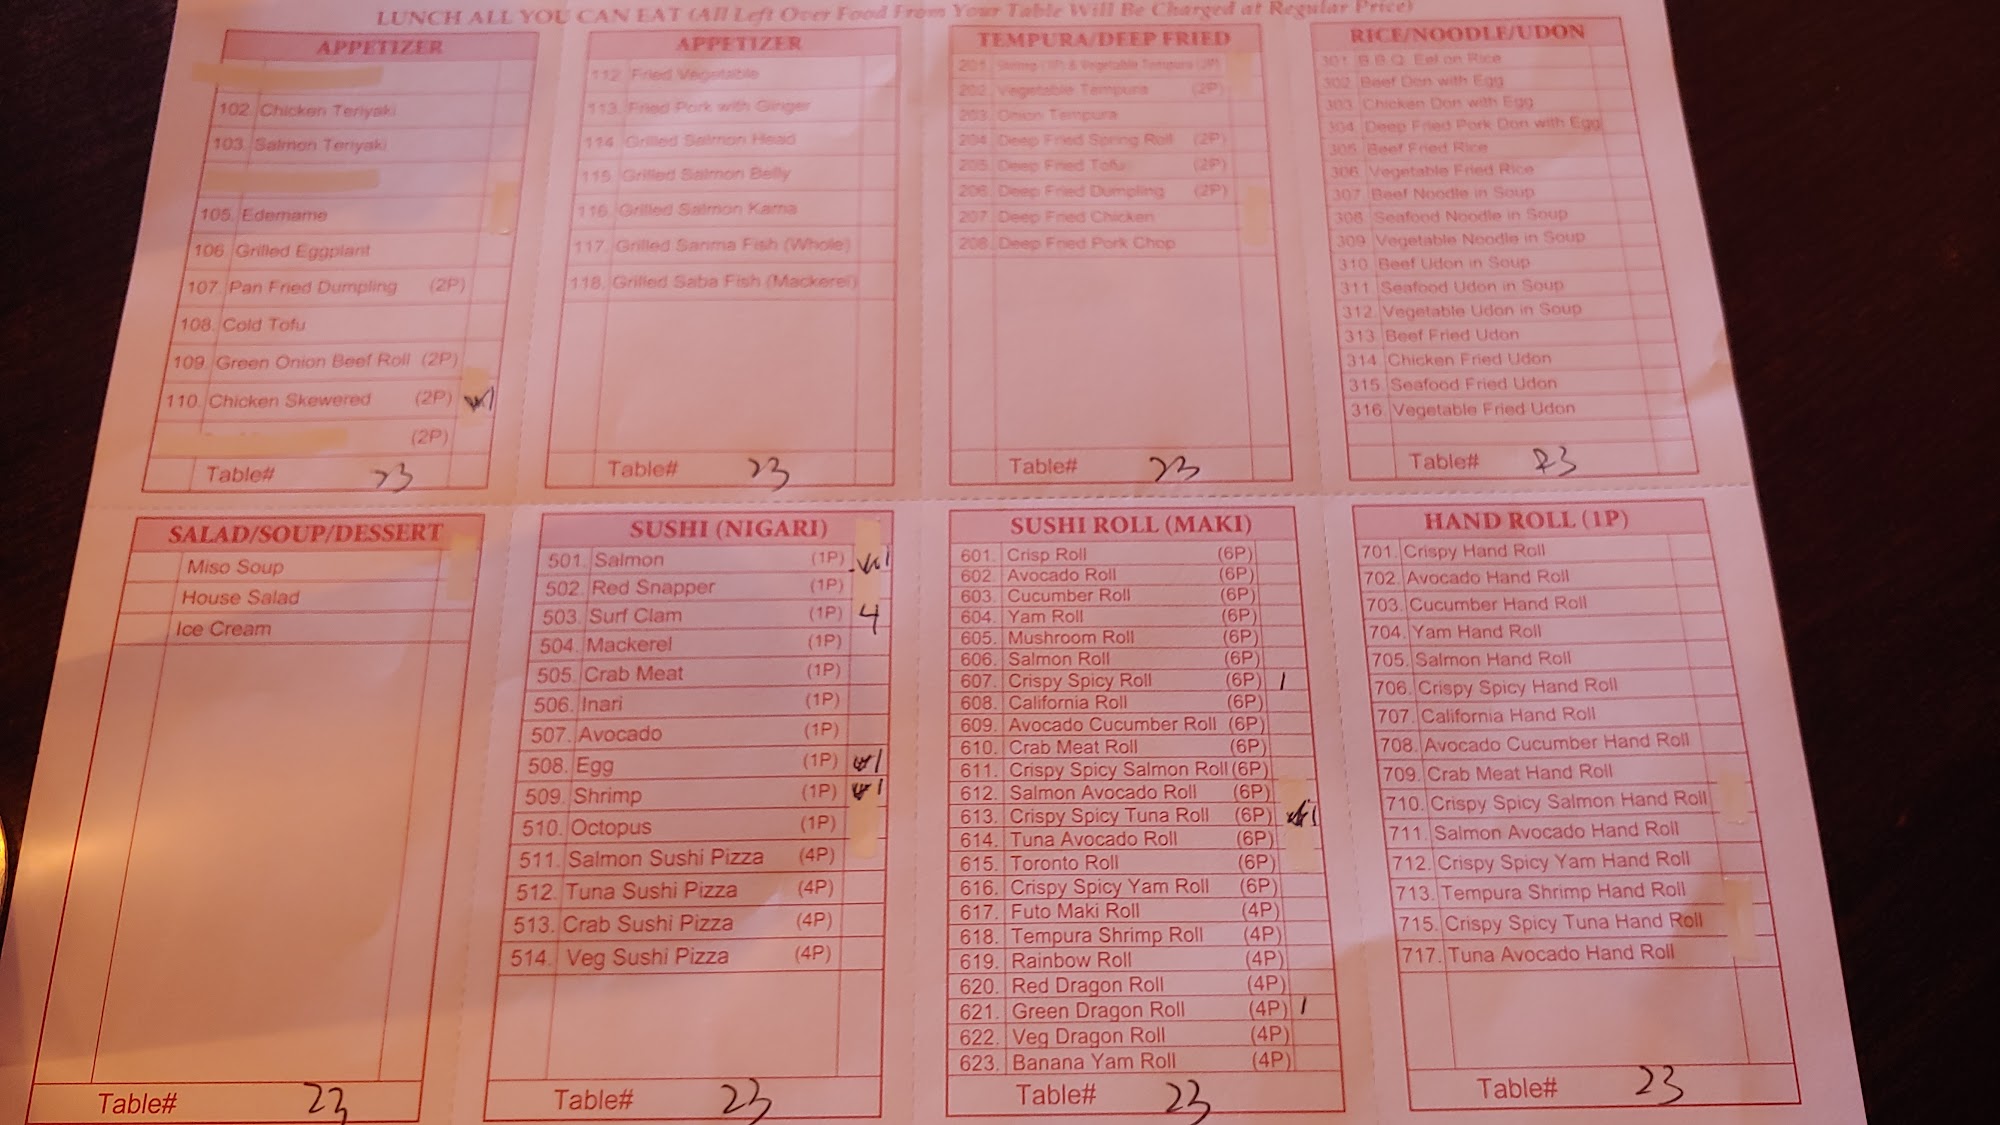 LUNCH ALL YOU CAN EAT (All Left Over Food From Your Table Will Be Charged at Regular Price)
APPETIZER
102. Chicken Teriyaki
103. Salmon Teriyaki
105. Edemame
106 Grilled Eggplant
107. Pan Fried Dumpling (2P)
108. Cold Tofu
109. Green Onion Beef Roll (2P)
110. Chicken Skewered (2P) 1
(2P)
Table# 23
APPETIZER
112. Fried Vegetable
113. Fried Pork with Ginger
114. Grilled Salmon Head
115. Grilled Salmon Belly
116. Grilled Salmon Kama
117. Grilled Sanma Fish (Whole)
118. Grilled Saba Fish (Mackerel)
Table# 23
TEMPURA/DEEP FRIED
201. Shrimp (1P) & Vegetable Tempura (2P)
202. Vegetable Tempura (2P)
203. Onion Tempura
204. Deep Fried Spring Roll (2P)
205. Deep Fried Tofu (2P)
206. Deep Fried Dumpling (2P)
207. Deep Fried Chicken
208. Deep Fried Pork Chop
Table# 23
RICE/NOODLE/UDON
301. B.B.Q. Eel on Rice
302. Beef Don with Egg
303. Chicken Don with Egg
304. Deep Fried Pork Don with Egg
305. Beef Fried Rice
306. Vegetable Fried Rice
307. Beef Noodle in Soup
308. Seafood Noodle in Soup
309. Vegetable Noodle in Soup
310. Beef Udon in Soup
311. Seafood Udon in Soup
312. Vegetable Udon in Soup
313. Beef Fried Udon
314. Chicken Fried Udon
315. Seafood Fried Udon
316. Vegetable Fried Udon
Table# 23
SALAD/SOUP/DESSERT
Miso Soup
House Salad
Ice Cream
Table# 23
SUSHI (NIGARI)
501. Salmon (1P) 1
502. Red Snapper (1P)
503. Surf Clam (1P) 4
504. Mackerel (1P)
505. Crab Meat (1P)
506. Inari (1P)
507. Avocado (1P)
508. Egg (1P) 1
509. Shrimp (1P) 1
510. Octopus (1P)
511. Salmon Sushi Pizza (4P)
512. Tuna Sushi Pizza (4P)
513. Crab Sushi Pizza (4P)
514. Veg Sushi Pizza (4P)
Table# 23
SUSHI ROLL (MAKI)
601. Crisp Roll (6P)
602. Avocado Roll (6P)
603. Cucumber Roll (6P)
604. Yam Roll (6P)
605. Mushroom Roll (6P)
606. Salmon Roll (6P)
607. Crispy Spicy Roll (6P) 1
608. California Roll (6P)
609. Avocado Cucumber Roll (6P)
610. Crab Meat Roll (6P)
611. Crispy Spicy Salmon Roll (6P)
612. Salmon Avocado Roll (6P)
613. Crispy Spicy Tuna Roll (6P) 1
614. Tuna Avocado Roll (6P)
615. Toronto Roll (6P)
616. Crispy Spicy Yam Roll (6P)
617. Futo Maki Roll (4P)
618. Tempura Shrimp Roll (4P)
619. Rainbow Roll (4P)
620. Red Dragon Roll (4P)
621. Green Dragon Roll (4P) 1
622. Veg Dragon Roll (4P)
623. Banana Yam Roll (4P)
Table# 23
HAND ROLL (1P)
701. Crispy Hand Roll
702. Avocado Hand Roll
703. Cucumber Hand Roll
704. Yam Hand Roll
705. Salmon Hand Roll
706. Crispy Spicy Hand Roll
707. California Hand Roll
708. Avocado Cucumber Hand Roll
709. Crab Meat Hand Roll
710. Crispy Spicy Salmon Hand Roll
711. Salmon Avocado Hand Roll
712. Crispy Spicy Yam Hand Roll
713. Tempura Shrimp Hand Roll
715. Crispy Spicy Tuna Hand Roll
717. Tuna Avocado Hand Roll
Table# 23